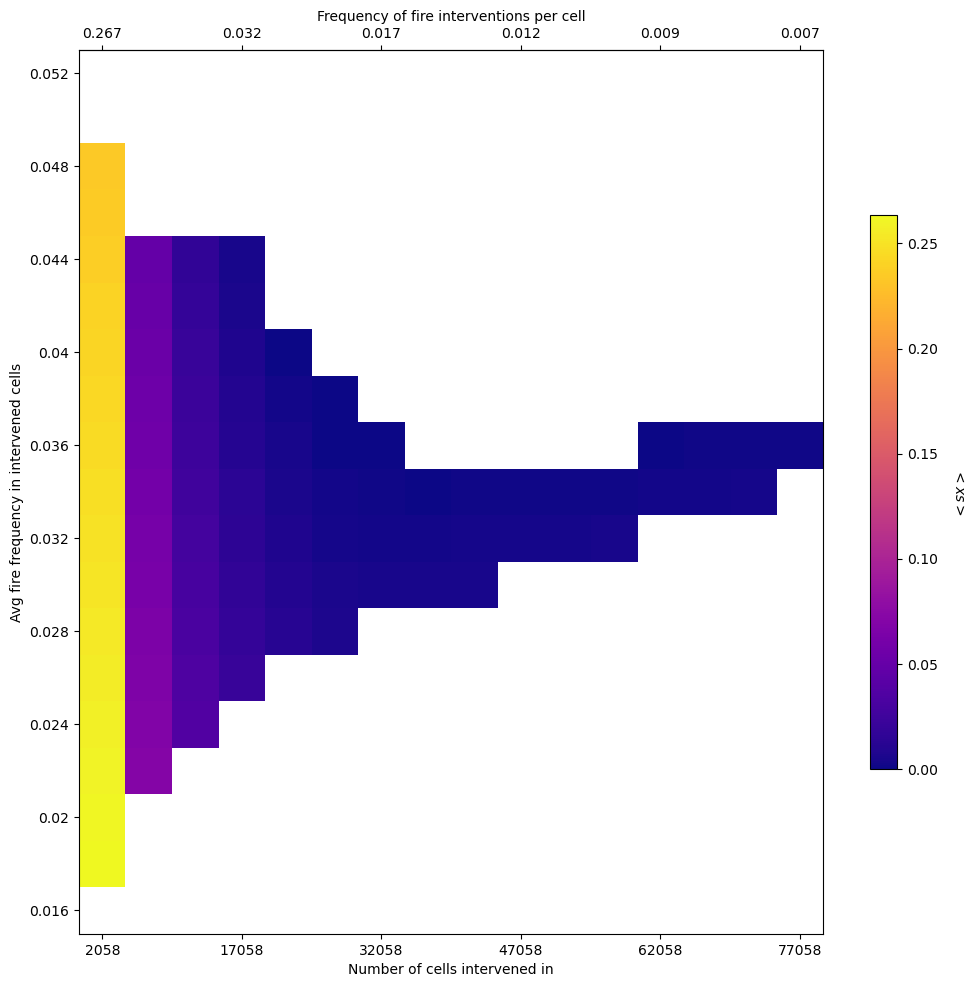 Frequency of fire interventions per cell
0.267 0.032 0.017 0.012 0.009 0.007
0.052
0.048
0.044
0.04
0.036
0.032
0.028
0.024
0.02
0.016
Avg fire frequency in intervened cells
2058 17058 32058 47058 62058 77058
Number of cells intervened in
0.25
0.20
0.15
0.10
0.05
0.00
< sx >